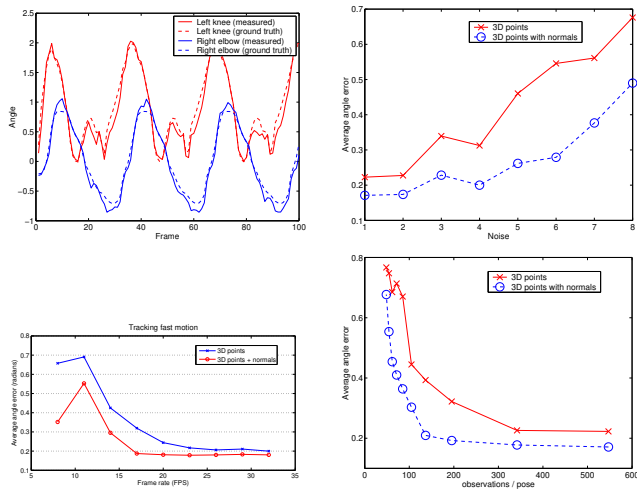 2.5
2
1.5
1
0.5
0
−0.5
−1
0
20
40
60
80
100
Angle
Frame
Left knee (measured)
Left knee (ground truth)
Right elbow (measured)
Right elbow (ground truth)
0.7
0.6
0.5
0.4
0.3
0.2
0.1
1
2
3
4
5
6
7
8
Average angle error
Noise
3D points
3D points with normals
Tracking fast motion
0.8
0.7
0.6
0.5
0.4
0.3
0.2
0.1
5
10
15
20
25
30
35
Average angle error (radians)
Frame rate (FPS)
3D points
3D points + normals
0.8
0.6
0.4
0.2
0
100
200
300
400
500
600
Average angle error
observations / pose
3D points
3D points with normals